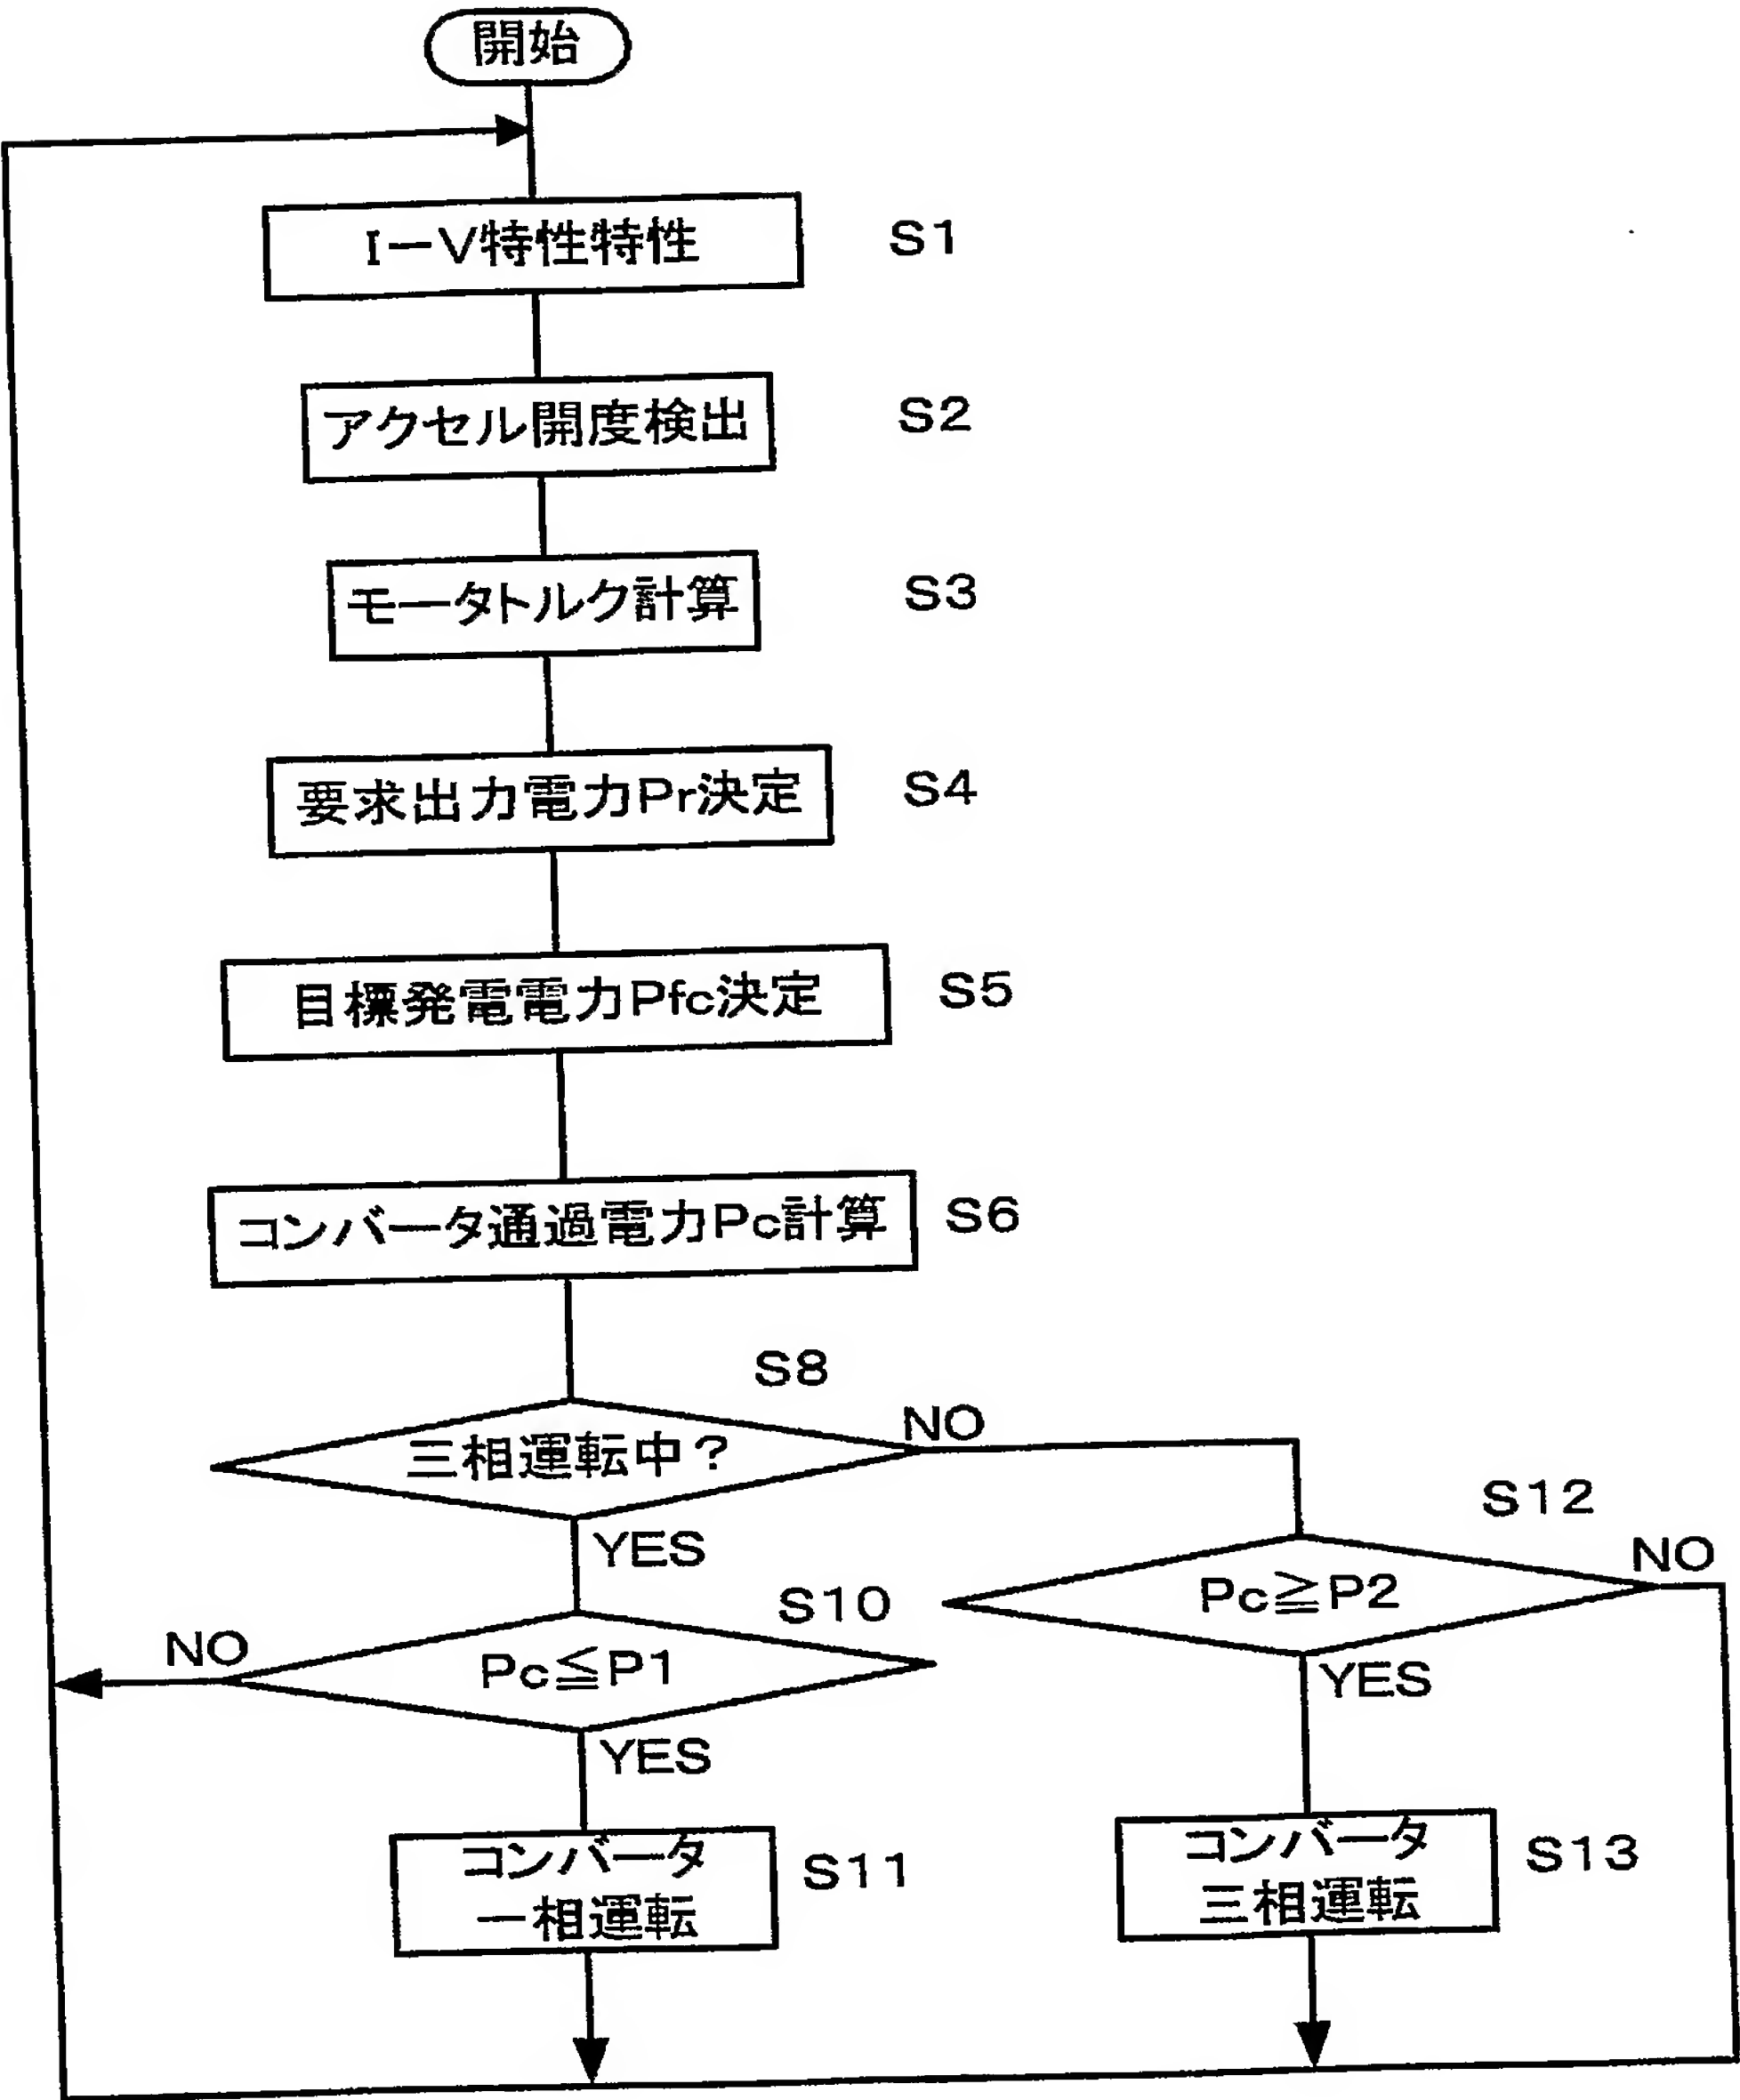 開始
I－V特性特性 S1
アクセル開度検出 S2
モータトルク計算 S3
要求出力電力Pr決定 S4
目標発電電力Pfc決定 S5
コンバータ通過電力Pc計算 S6
S8
三相運転中？ NO
YES
S12
Pc≧P2 NO
YES
S10
NO Pc≦P1
YES
コンバータ
一相運転 S11
コンバータ
三相運転 S13